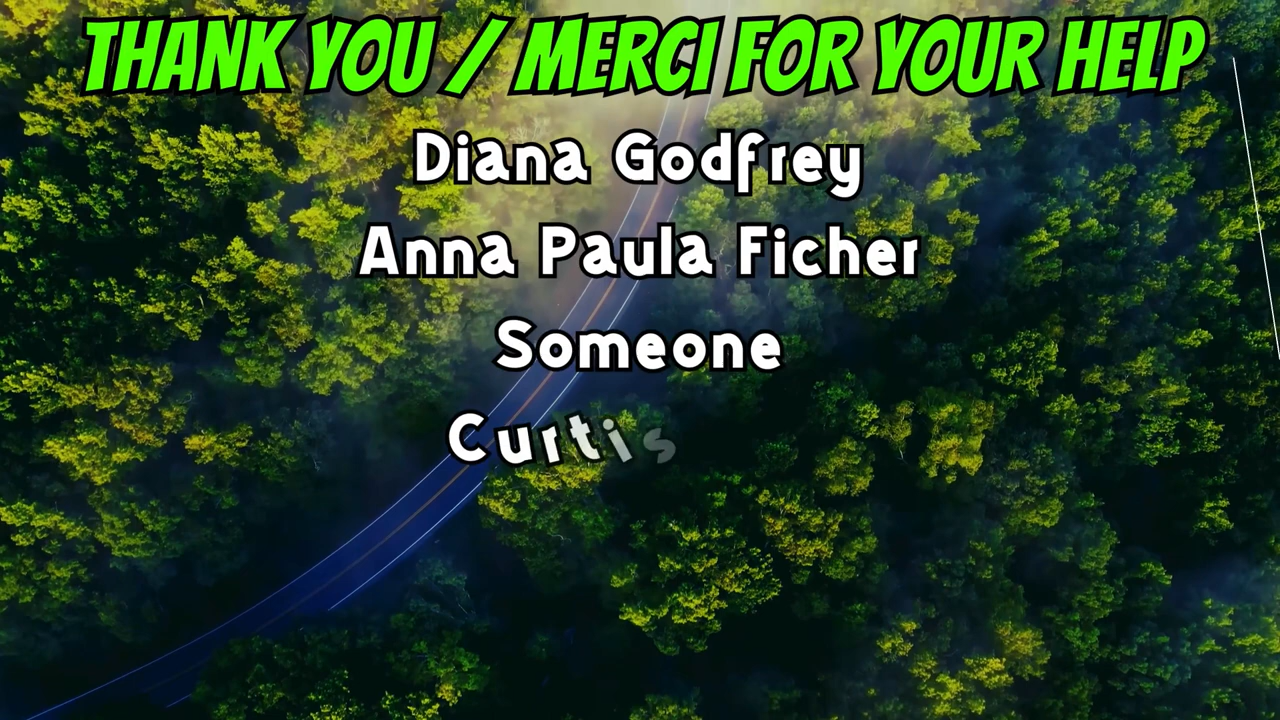 THANK YOU / MERCI FOR YOUR HELP
Diana Godfrey
Anna Paula Ficher
Someone
Curtis